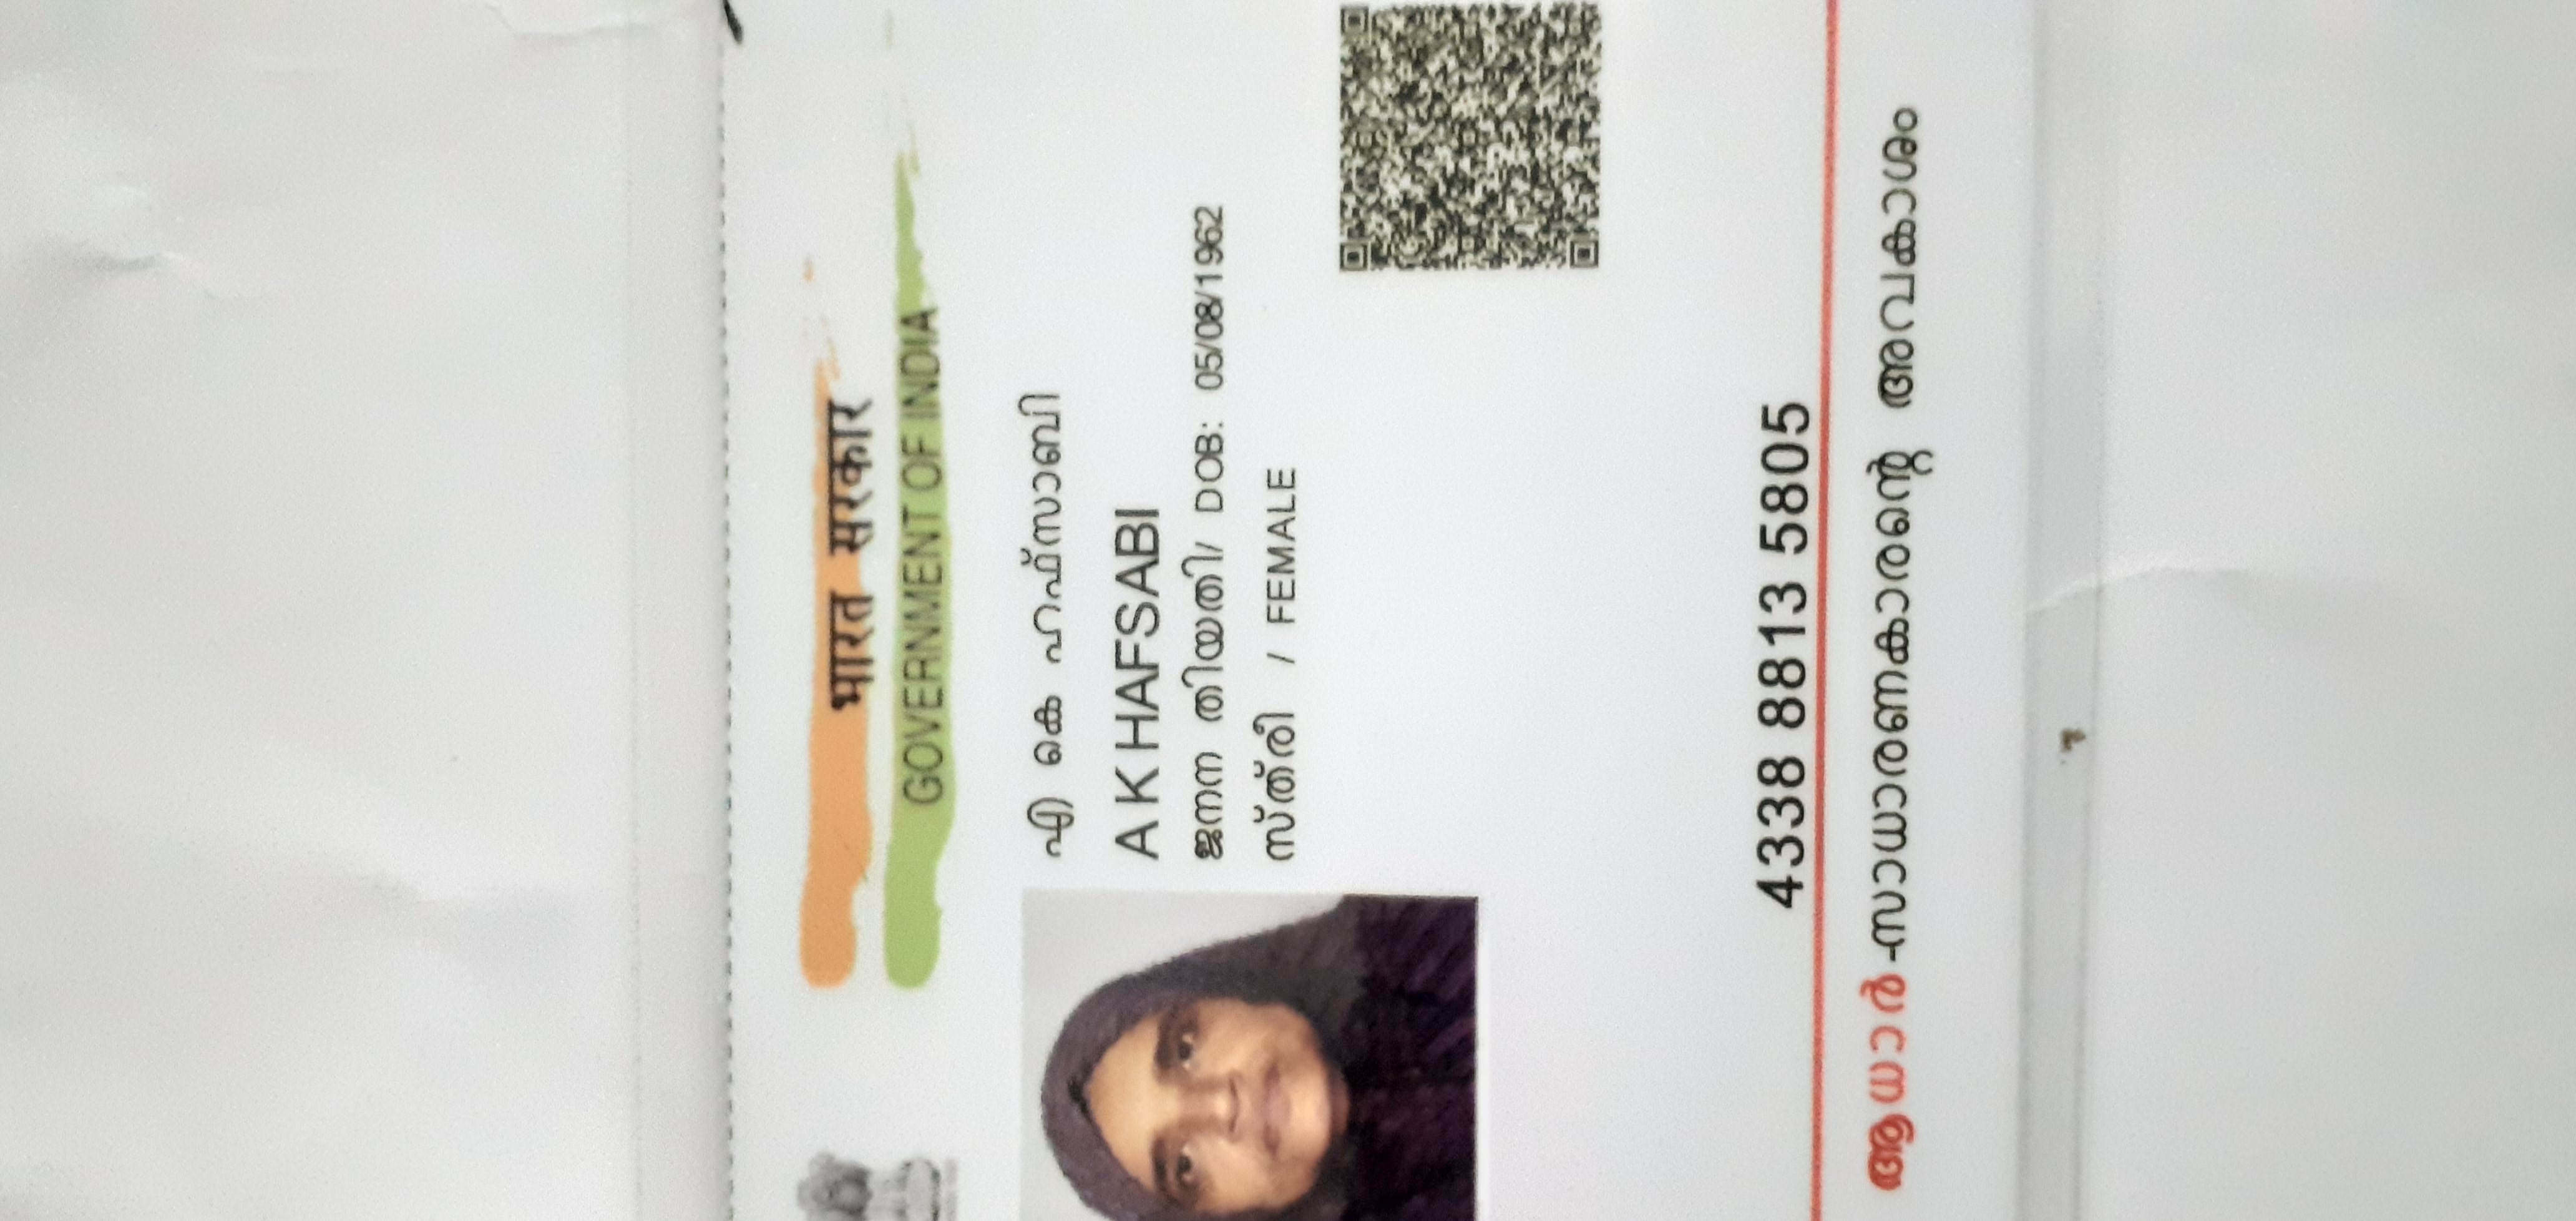 भारत सरकार
GOVERNMENT OF INDIA
എ കെ ഹഫ്സാബി
A K HAFSABI
ജനന തിയതി/ DOB: 05/08/1962
സ്ത്രീ / FEMALE
4338 8813 5805
ആധാർ-സാധാരണകാരന്റെ അവകാശം